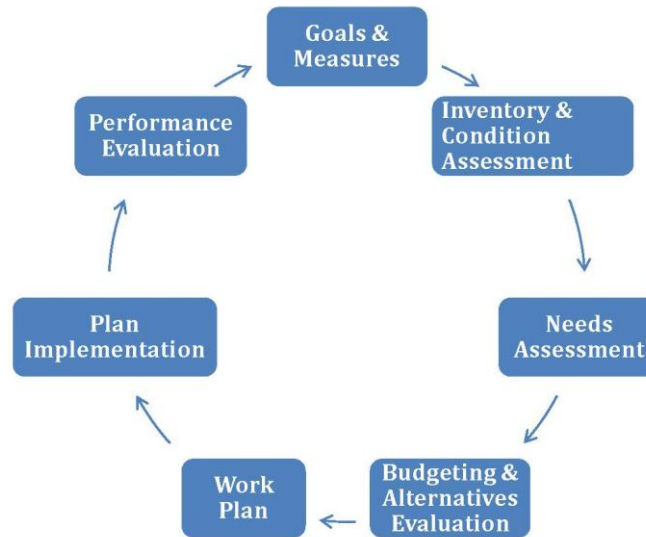 Goals &
Measures
Inventory &
Condition
Assessment
Needs
Assessment
Budgeting &
Alternatives
Evaluation
Work
Plan
Plan
Implementation
Performance
Evaluation